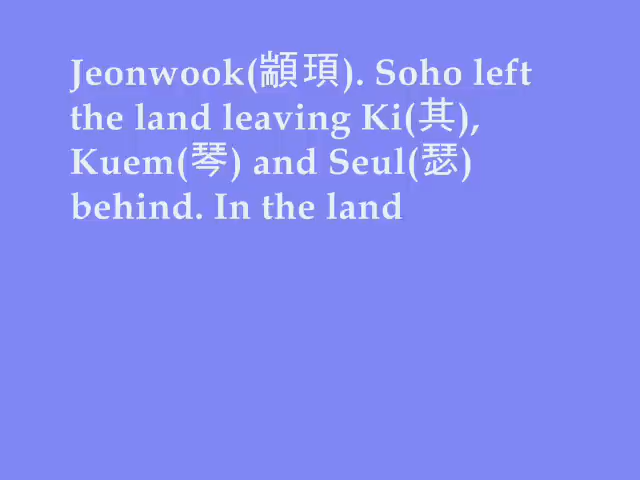 Jeonwook(顓頊). Soho left
the land leaving Ki(其),
Kuem(琴) and Seul(瑟)
behind. In the land